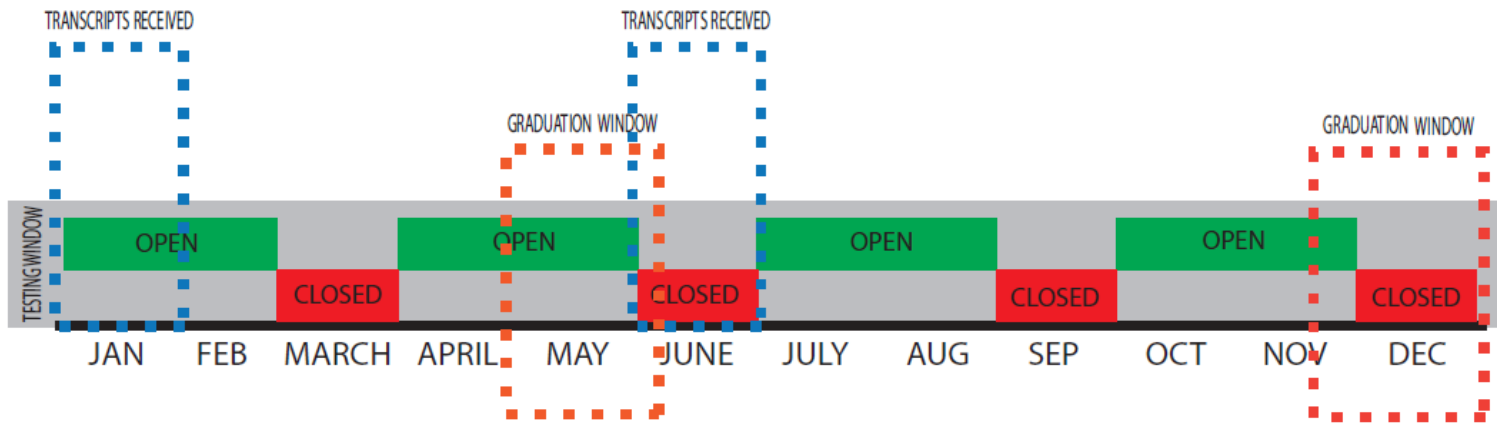 TRANSCRIPTS RECEIVED
TRANSCRIPTS RECEIVED
GRADUATION WINDOW
GRADUATION WINDOW
TESTING WINDOW
OPEN
OPEN
OPEN
OPEN
CLOSED
CLOSED
CLOSED
CLOSED
JAN FEB MARCH APRIL MAY JUNE JULY AUG SEP OCT NOV DEC